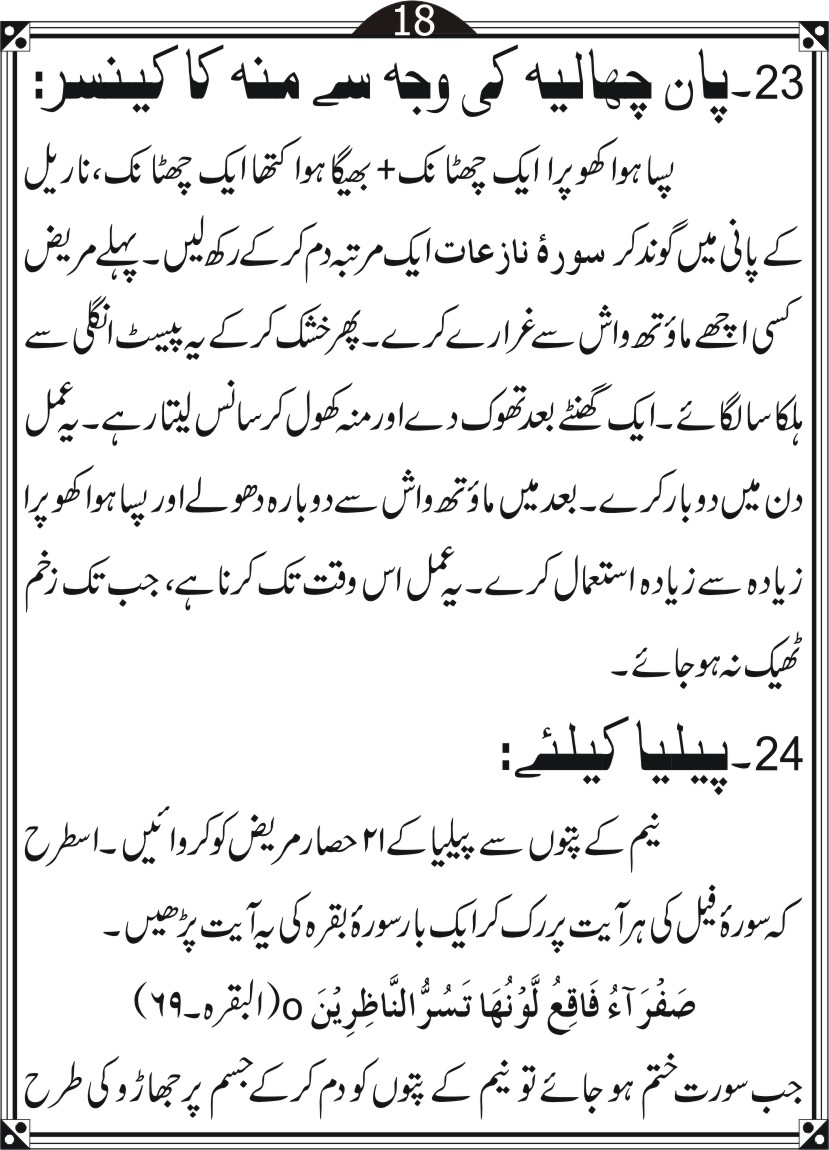 18
23۔پان چھالیہ کی وجہ سے منہ کا کینسر:
پسا ہوا کھوپرا ایک چھٹانک+ بھیگا ہوا کتھا ایک چھٹانک، ناریل
کے پانی میں گوند کر سورۂ نازعات ایک مرتبہ دم کر کے رکھ لیں۔ پہلے مریض
کسی اچھے ماؤتھ واش سے غرارے کرے۔ پھر خشک کر کے یہ پیسٹ انگلی سے
ہلکا سا لگائے۔ ایک گھنٹے بعد تھوک دے اور منہ کھول کر سانس لیتا رہے۔ یہ عمل
دن میں دو بار کرے۔ بعد میں ماؤتھ واش سے دوبارہ دھولے اور پسا ہوا کھوپرا
زیادہ سے زیادہ استعمال کرے۔ یہ عمل اس وقت تک کرنا ہے، جب تک زخم
ٹھیک نہ ہو جائے۔
24۔پیلیا کیلئے:
نیم کے پتوں سے پیلیا کے ۲۱ حصار مریض کو کروائیں۔ اسطرح
کہ سورۂ فیل کی ہر آیت پر رک کر ایک بار سورۂ بقرہ کی یہ آیت پڑھیں۔
صَفْرَآءُ فَاقِعُ لَّوْنُهَا تَسُرُّ النَّاظِرِيْنَ o(البقرہ۔۶۹)
جب سورت ختم ہو جائے تو نیم کے پتوں کو دم کر کے جسم پر جھاڑو کی طرح